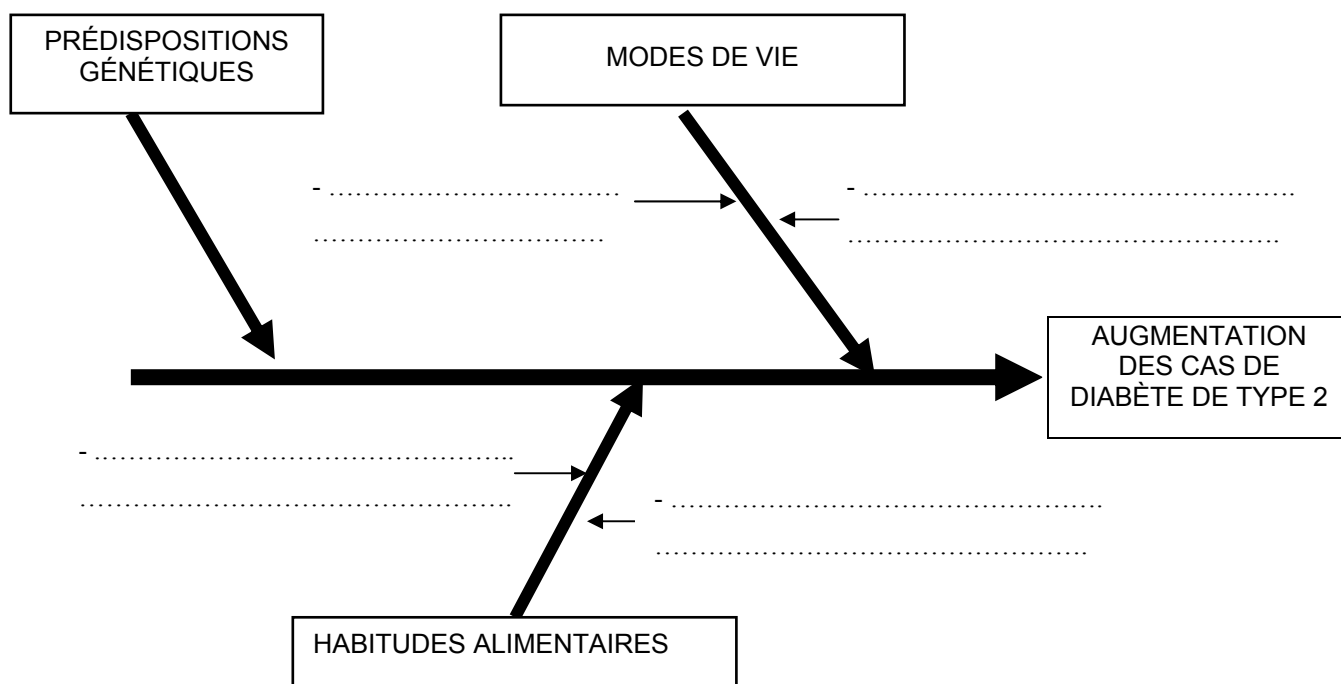 PRÉDISPOSITIONS
GÉNÉTIQUES
MODES DE VIE
- ……………………………
…………………………
- ……………………………………….
……………………………………….
AUGMENTATION
DES CAS DE
DIABÈTE DE TYPE 2
- ……………………………………..
……………………………………….
- ……………………………………….
……………………………………….
HABITUDES ALIMENTAIRES